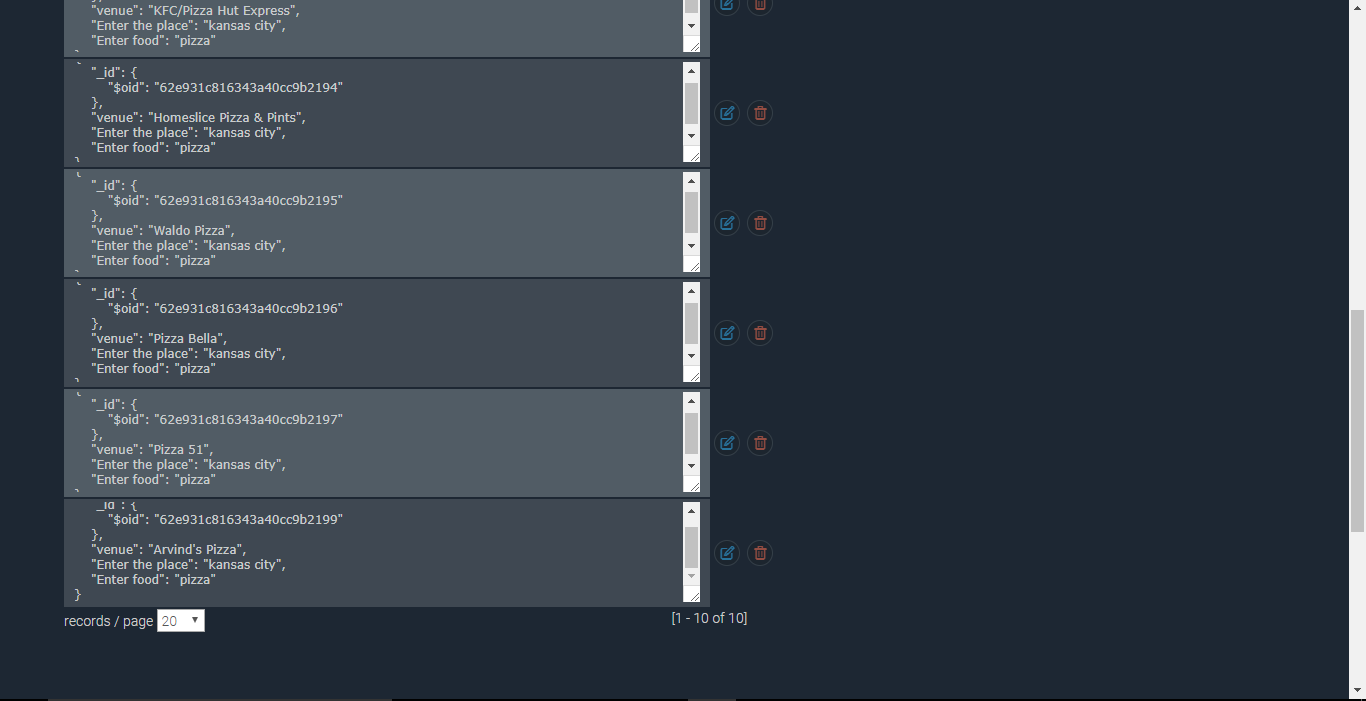 "venue": "KFC/Pizza Hut Express",
"Enter the place": "kansas city",
"Enter food": "pizza"
"_id": {
"$oid": "62e931c816343a40cc9b2194"
},
"venue": "Homeslice Pizza & Pints",
"Enter the place": "kansas city",
"Enter food": "pizza"
}
{
"_id": {
"$oid": "62e931c816343a40cc9b2195"
},
"venue": "Waldo Pizza",
"Enter the place": "kansas city",
"Enter food": "pizza"
{
"_id": {
"$oid": "62e931c816343a40cc9b2196"
},
"venue": "Pizza Bella",
"Enter the place": "kansas city",
"Enter food": "pizza"
}
{
"_id": {
"$oid": "62e931c816343a40cc9b2197"
},
"venue": "Pizza 51",
"Enter the place": "kansas city",
"Enter food": "pizza"
"_id": {
"$oid": "62e931c816343a40cc9b2199"
},
"venue": "Arvind's Pizza",
"Enter the place": "kansas city",
"Enter food": "pizza"
}
records / page 20
[1 - 10 of 10]